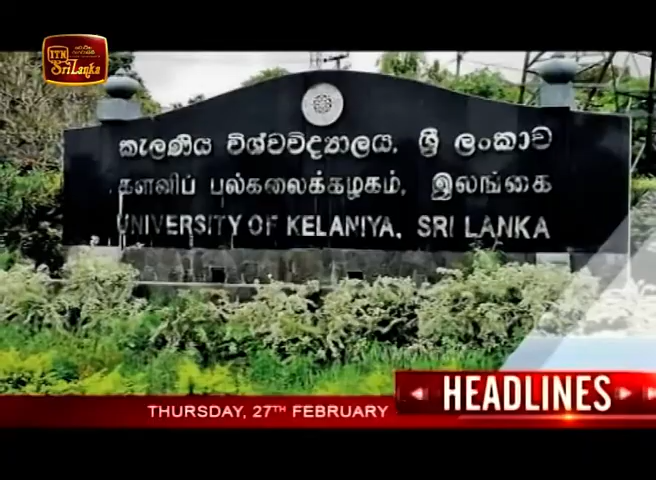 ITN
SriLanka
කැලණිය විශ්වවිද්‍යාලය, ශ්‍රී ලංකාව
களனிப் பல்கலைக்கழகம், இலங்கை
UNIVERSITY OF KELANIYA, SRI LANKA
HEADLINES
THURSDAY, 27TH FEBRUARY